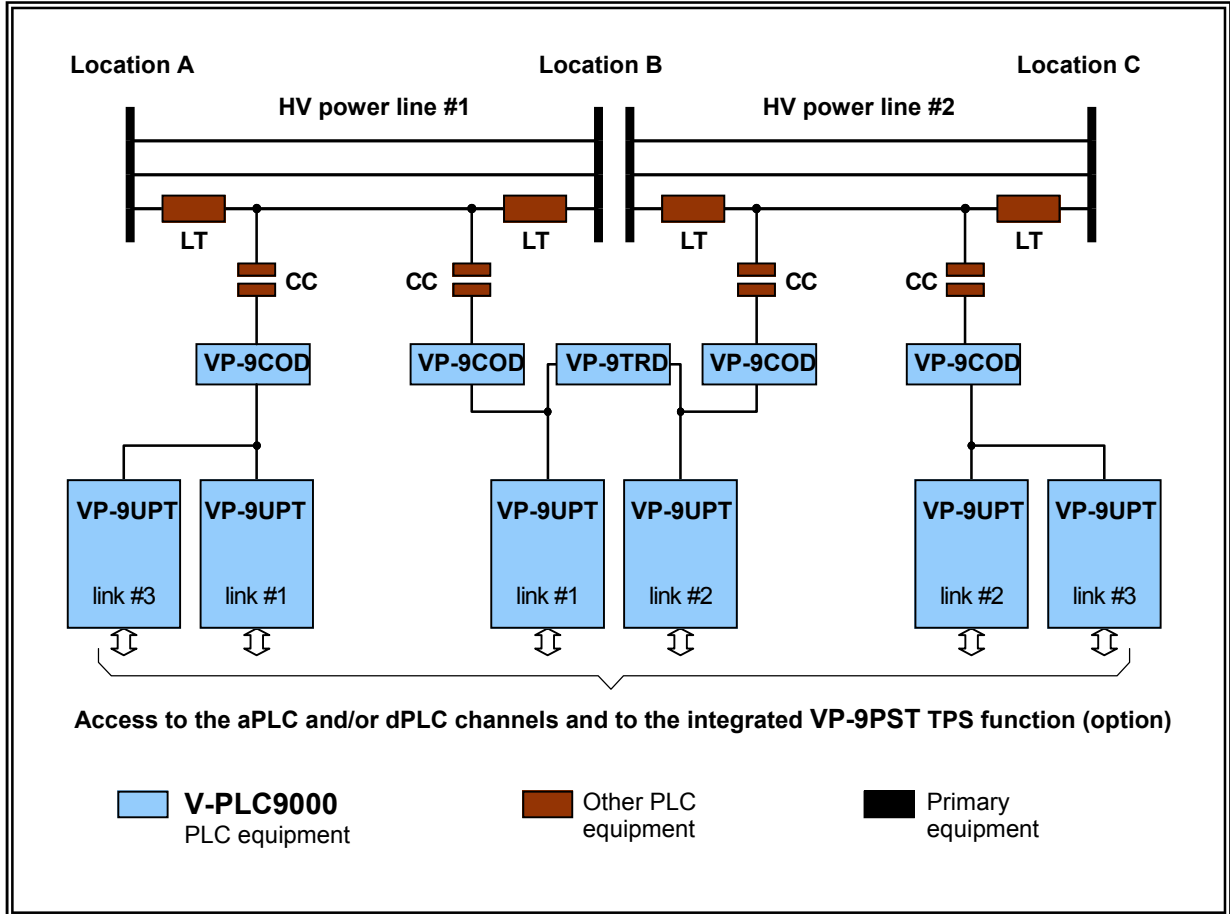 Location A
Location B
Location C
HV power line #1
HV power line #2
LT
LT
LT
LT
CC
CC
CC
CC
VP-9COD
VP-9COD
VP-9TRD
VP-9COD
VP-9COD
VP-9UPT
VP-9UPT
VP-9UPT
VP-9UPT
VP-9UPT
VP-9UPT
link #3
link #1
link #1
link #2
link #2
link #3
Access to the aPLC and/or dPLC channels and to the integrated VP-9PST TPS function (option)
V-PLC9000
PLC equipment
Other PLC
equipment
Primary
equipment